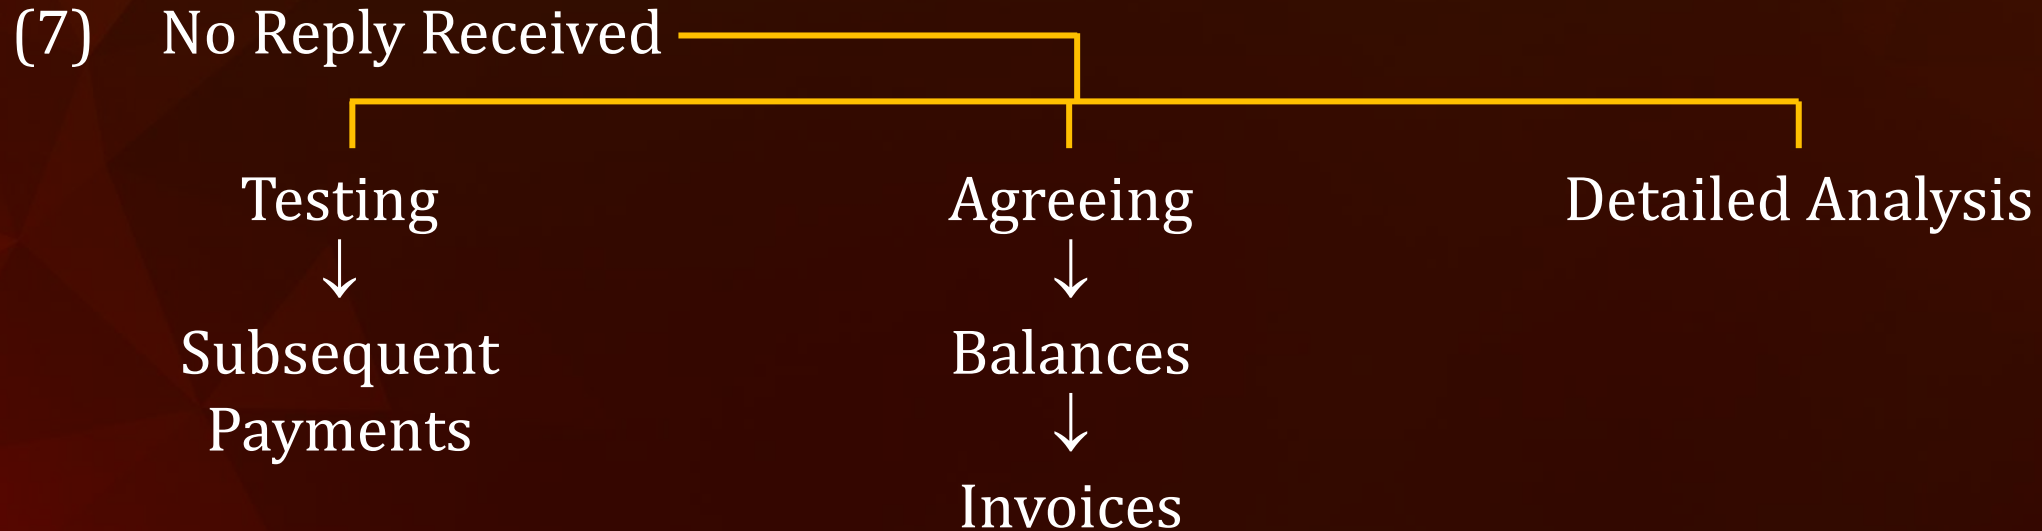 (7) No Reply Received
Testing Agreeing Detailed Analysis
↓ ↓
Subsequent Balances
Payments ↓
Invoices